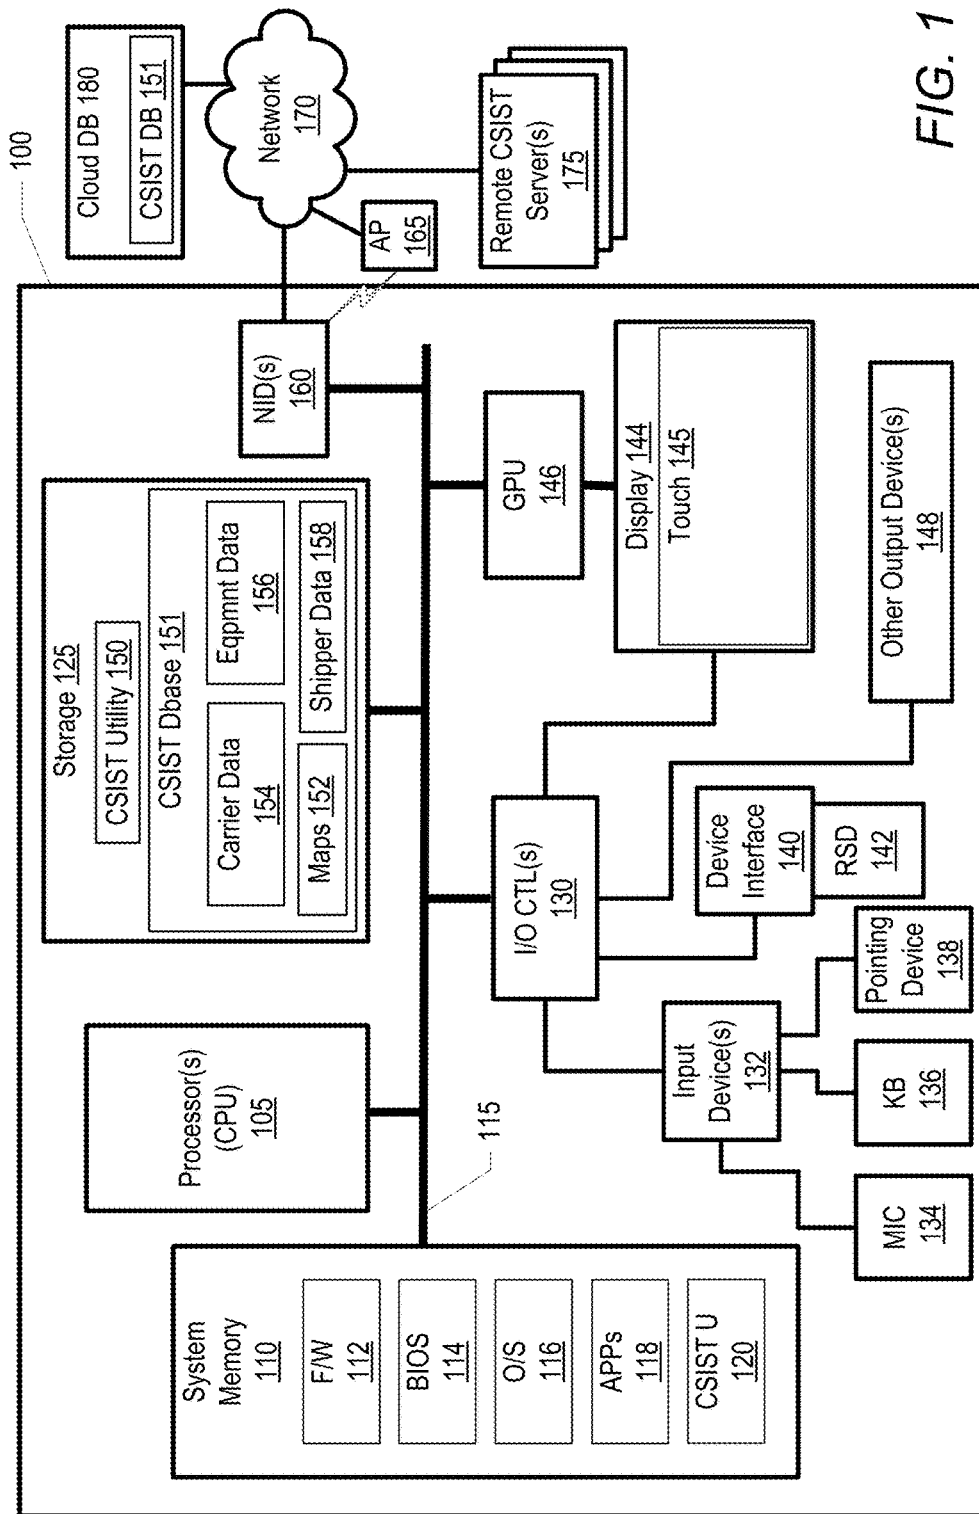 100
System
Memory
110
F/W
112
BIOS
114
O/S
116
APPs
118
CSIST U
120
Processor(s)
(CPU)
105
115
Storage 125
CSIST Utility 150
CSIST Dbase 151
Carrier Data
154
Eqpmnt Data
156
Maps 152
Shipper Data 158
NID(s)
160
Cloud DB 180
CSIST DB 151
Network
170
AP
165
Remote CSIST
Server(s)
175
I/O CTL(s)
130
GPU
146
Display 144
Touch 145
Input
Device(s)
132
Device
Interface
140
RSD
142
MIC
134
KB
136
Pointing
Device
138
Other Output Device(s)
148
FIG. 1